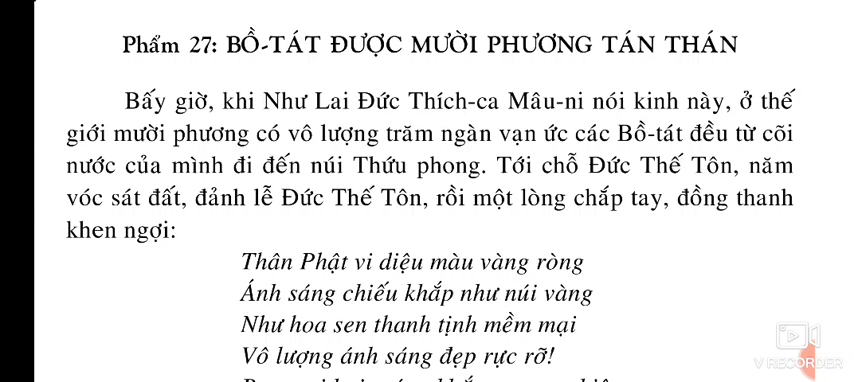 Phẩm 27: BỒ-TÁT ĐƯỢC MƯỜI PHƯƠNG TÁN THÁN
Bấy giờ, khi Như Lai Đức Thích-ca Mâu-ni nói kinh này, ở thế
giới mười phương có vô lượng trăm ngàn vạn ức các Bồ-tát đều từ cõi
nước của mình đi đến núi Thứu phong. Tới chỗ Đức Thế Tôn, năm
vóc sát đất, đảnh lễ Đức Thế Tôn, rồi một lòng chắp tay, đồng thanh
khen ngợi:
Thân Phật vi diệu màu vàng ròng
Ánh sáng chiếu khắp như núi vàng
Như hoa sen thanh tịnh mềm mại
Vô lượng ánh sáng đẹp rực rỡ!
V RECORDER